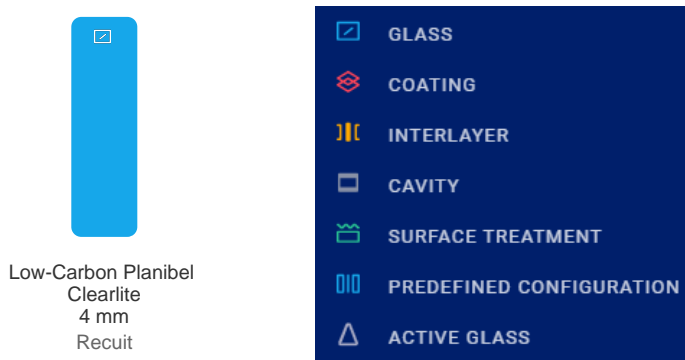 Low-Carbon Planibel
Clearlite
4 mm
Recuit
GLASS
COATING
INTERLAYER
CAVITY
SURFACE TREATMENT
PREDEFINED CONFIGURATION
ACTIVE GLASS